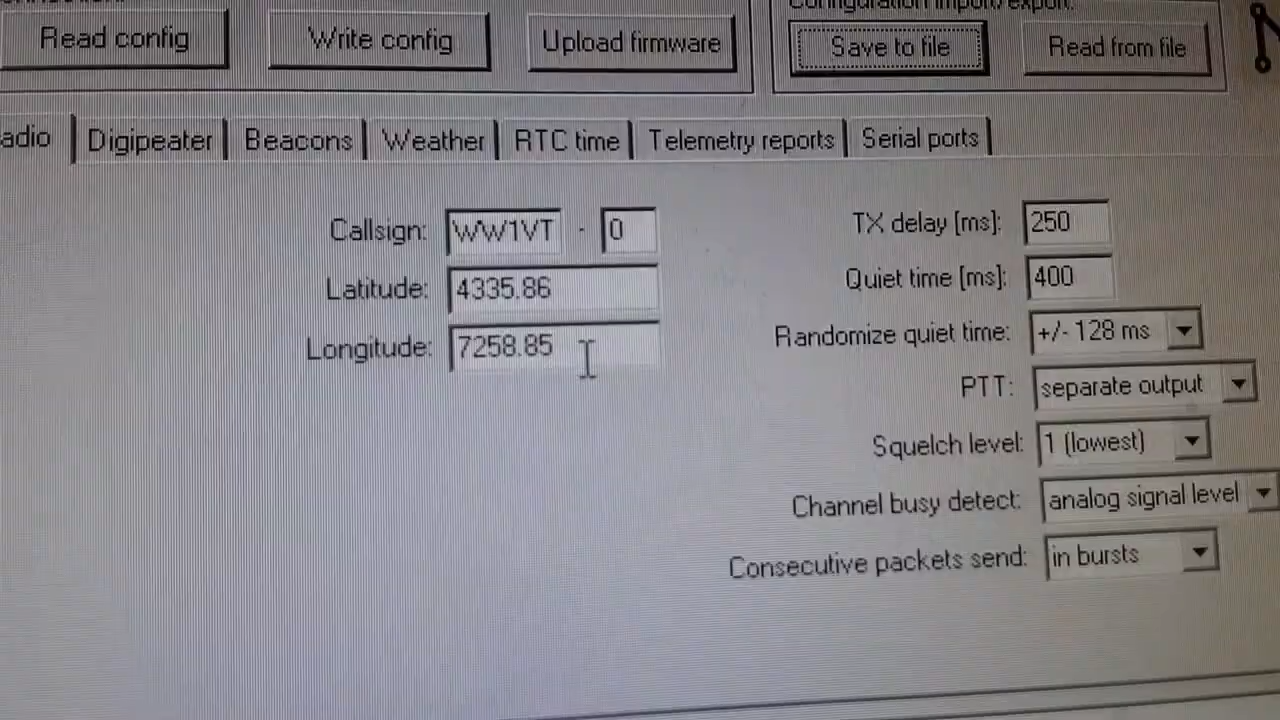 Configuration import/export:
Read config Write config Upload firmware Save to file Read from file
adio Digipeater Beacons Weather RTC time Telemetry reports Serial ports
Callsign: WW1VT - 0 TX delay [ms]: 250
Latitude: 4335.86 Quiet time [ms]: 400
Longitude: 7258.85 Randomize quiet time: +/- 128 ms
PTT: separate output
Squelch level: 1 (lowest)
Channel busy detect: analog signal level
Consecutive packets send: in bursts